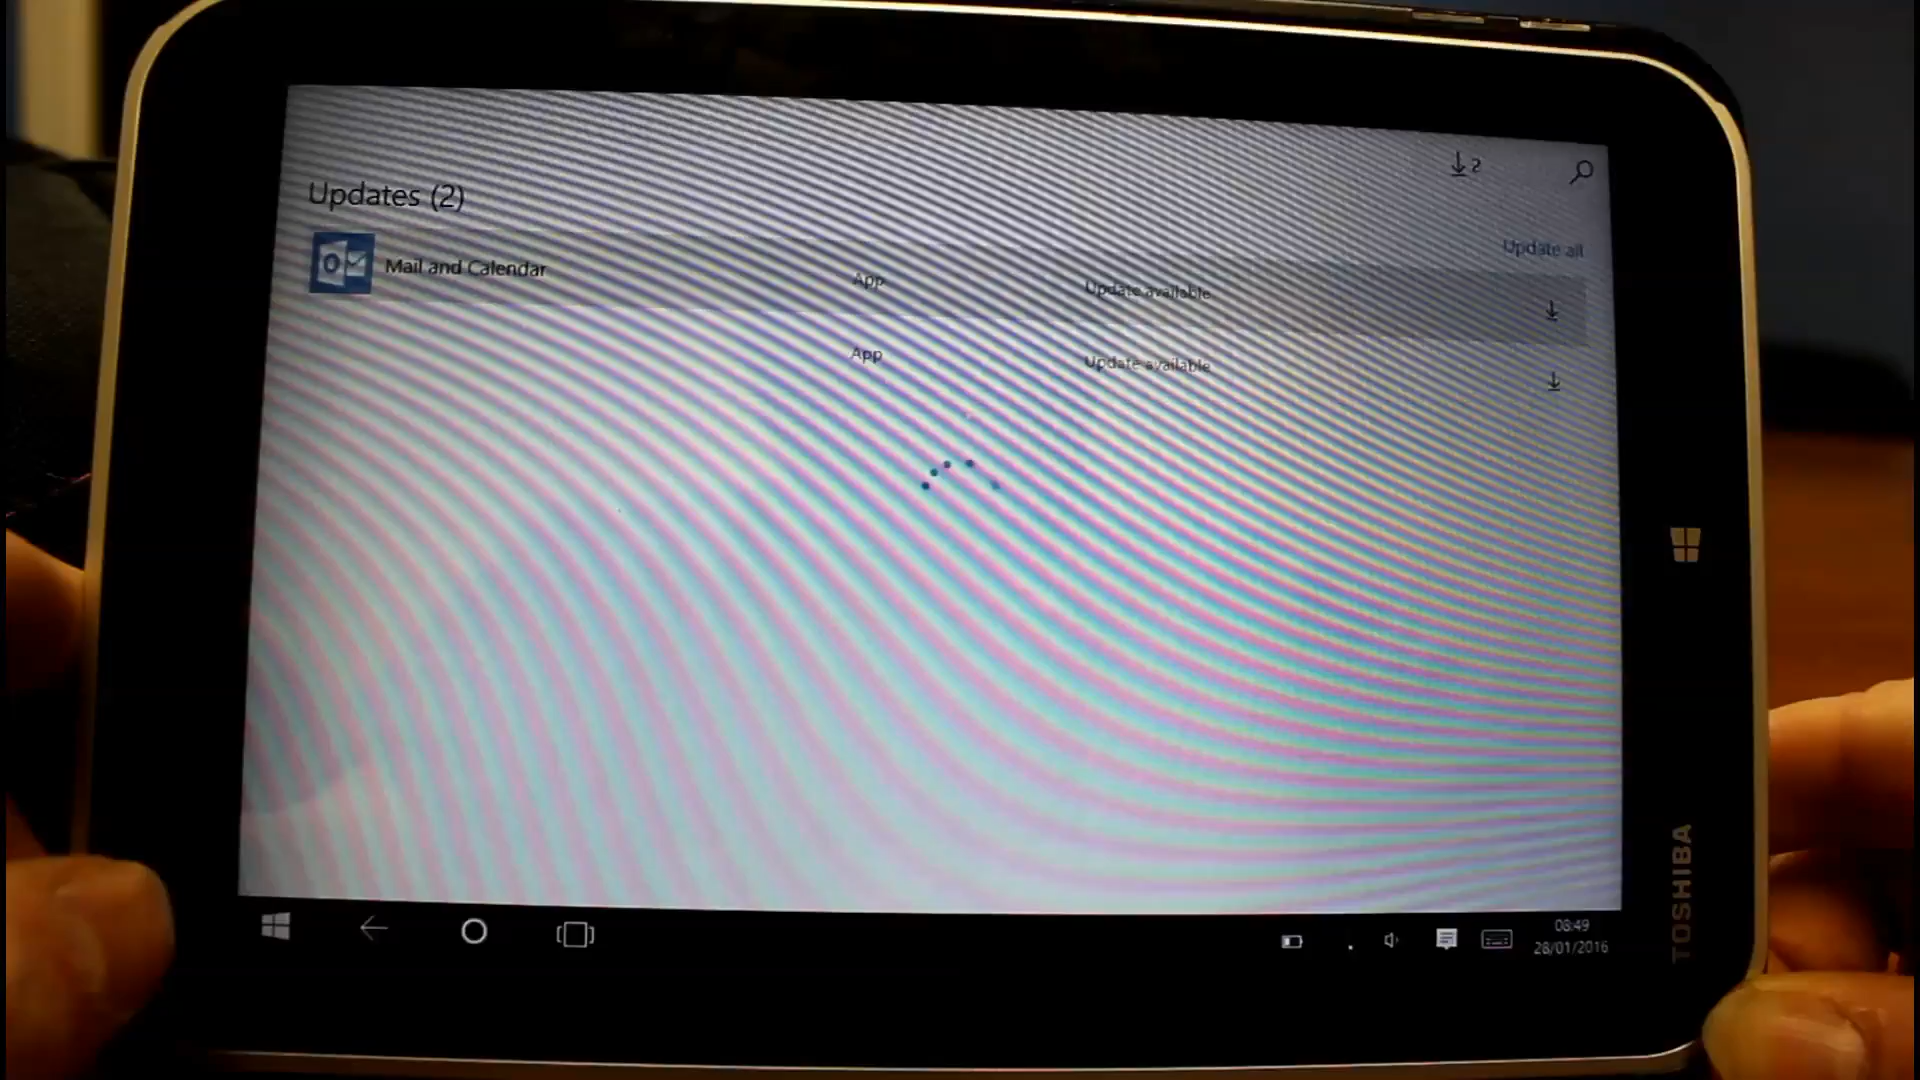 2
Updates (2)
Update all
Mail and Calendar App Update available
App Update available
08:49
28/01/2016
TOSHIBA